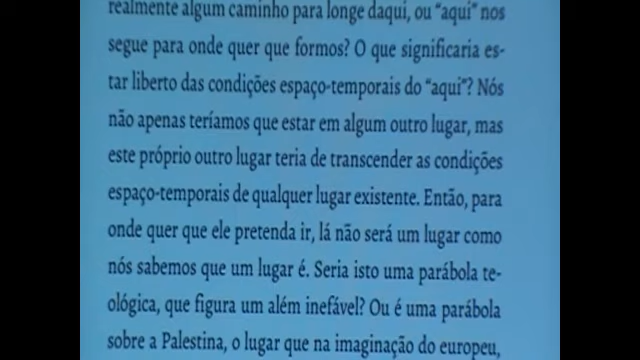 realmente algum caminho para longe daqui, ou “aqui” nos
segue para onde quer que formos? O que significaria es-
tar liberto das condições espaço-temporais do “aqui”? Nós
não apenas teríamos que estar em algum outro lugar, mas
este próprio outro lugar teria de transcender as condições
espaço-temporais de qualquer lugar existente. Então, para
onde quer que ele pretenda ir, lá não será um lugar como
nós sabemos que um lugar é. Seria isto uma parábola te-
ológica, que figura um além inefável? Ou é uma parábola
sobre a Palestina, o lugar que na imaginação do europeu,